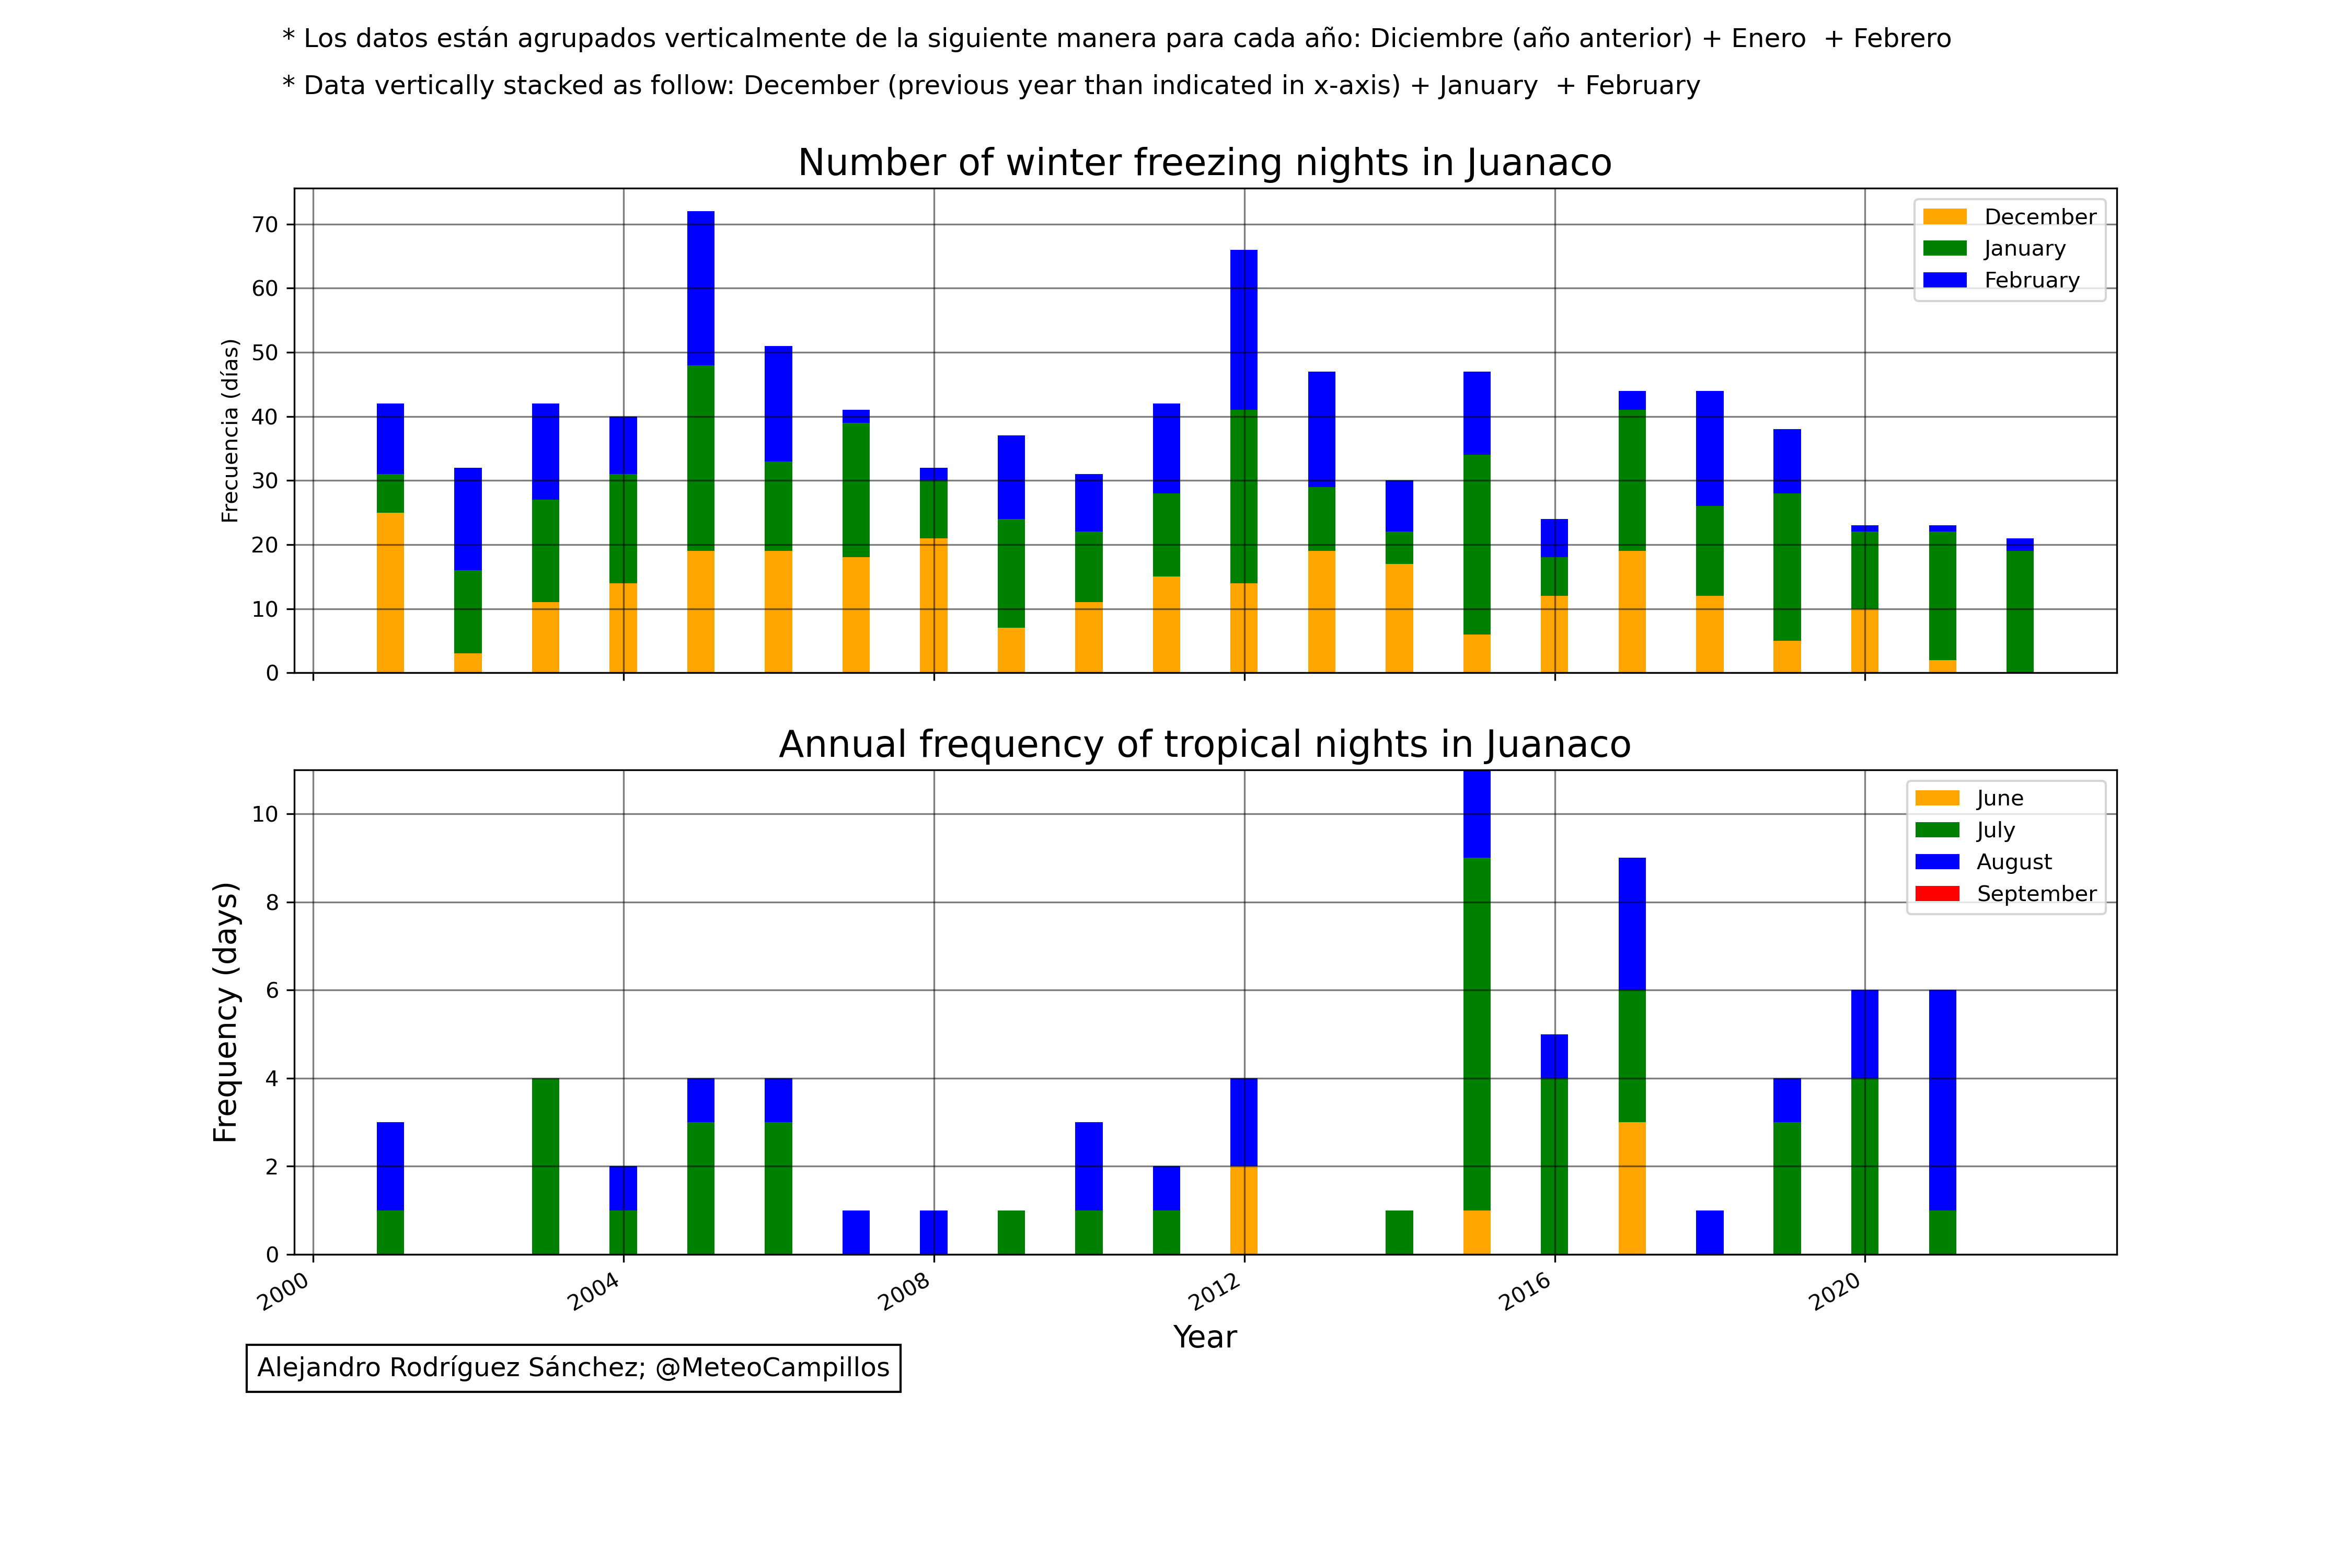 * Los datos están agrupados verticalmente de la siguiente manera para cada año: Diciembre (año anterior) + Enero  + Febrero
* Data vertically stacked as follow: December (previous year than indicated in x-axis) + January  + February
Number of winter freezing nights in Juanaco
Frecuencia (días)
70
60
50
40
30
20
10
0
December
January
February
Annual frequency of tropical nights in Juanaco
Frequency (days)
10
8
6
4
2
0
June
July
August
September
2000
2004
2008
2012
2016
2020
Year
Alejandro Rodríguez Sánchez; @MeteoCampillos